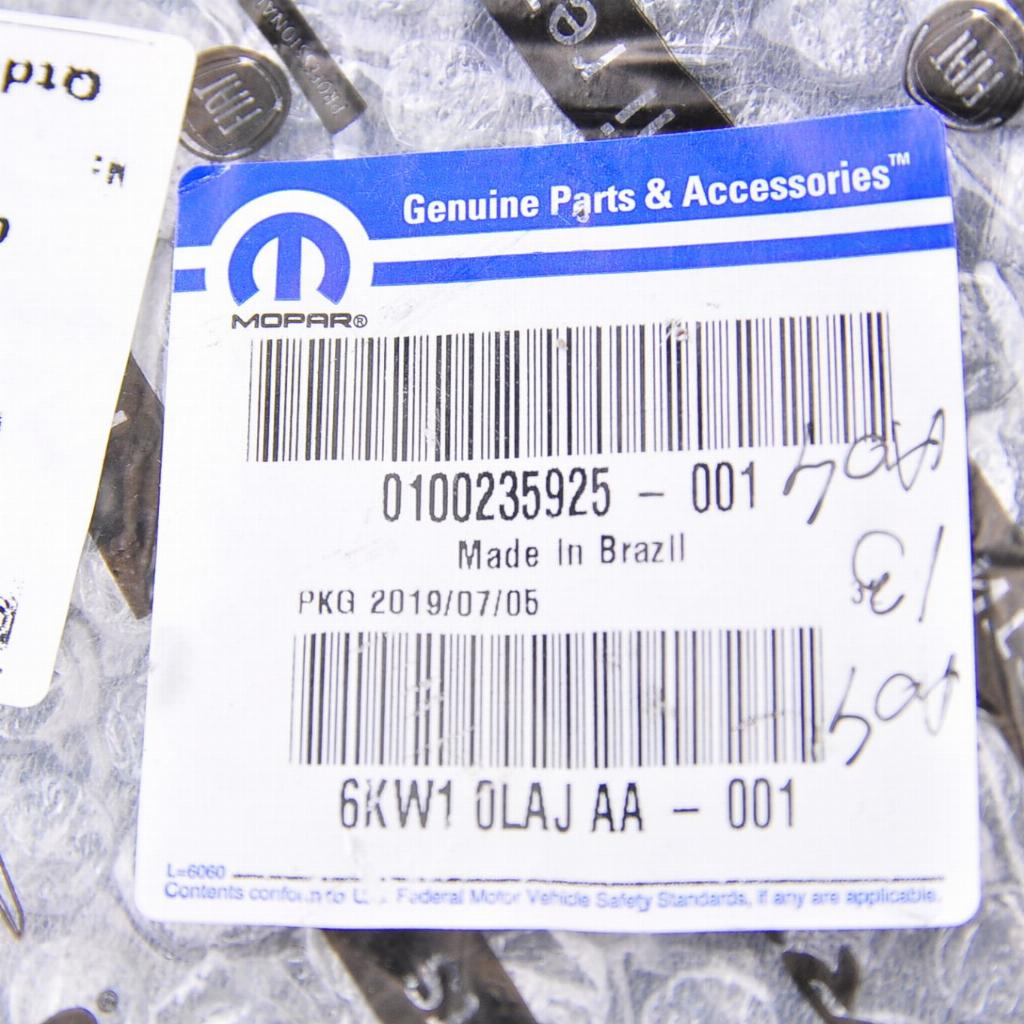 FIAT
FIAT
Genuine Parts & Accessories™
MOPAR®
0100235925 - 001
Made In Brazil
PKG 2019/07/05
6KW1 0LAJ AA - 001
13
L=6060
Contents conform to U.S. Federal Motor Vehicle Safety Standards, if any are applicable.